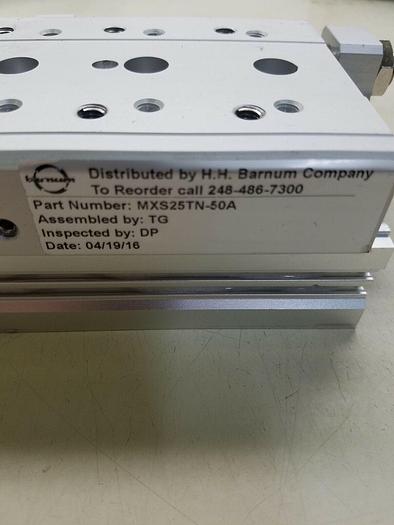 barnum
Distributed by H.H. Barnum Company
To Reorder call 248-486-7300
Part Number: MXS25TN-50A
Assembled by: TG
Inspected by: DP
Date: 04/19/16